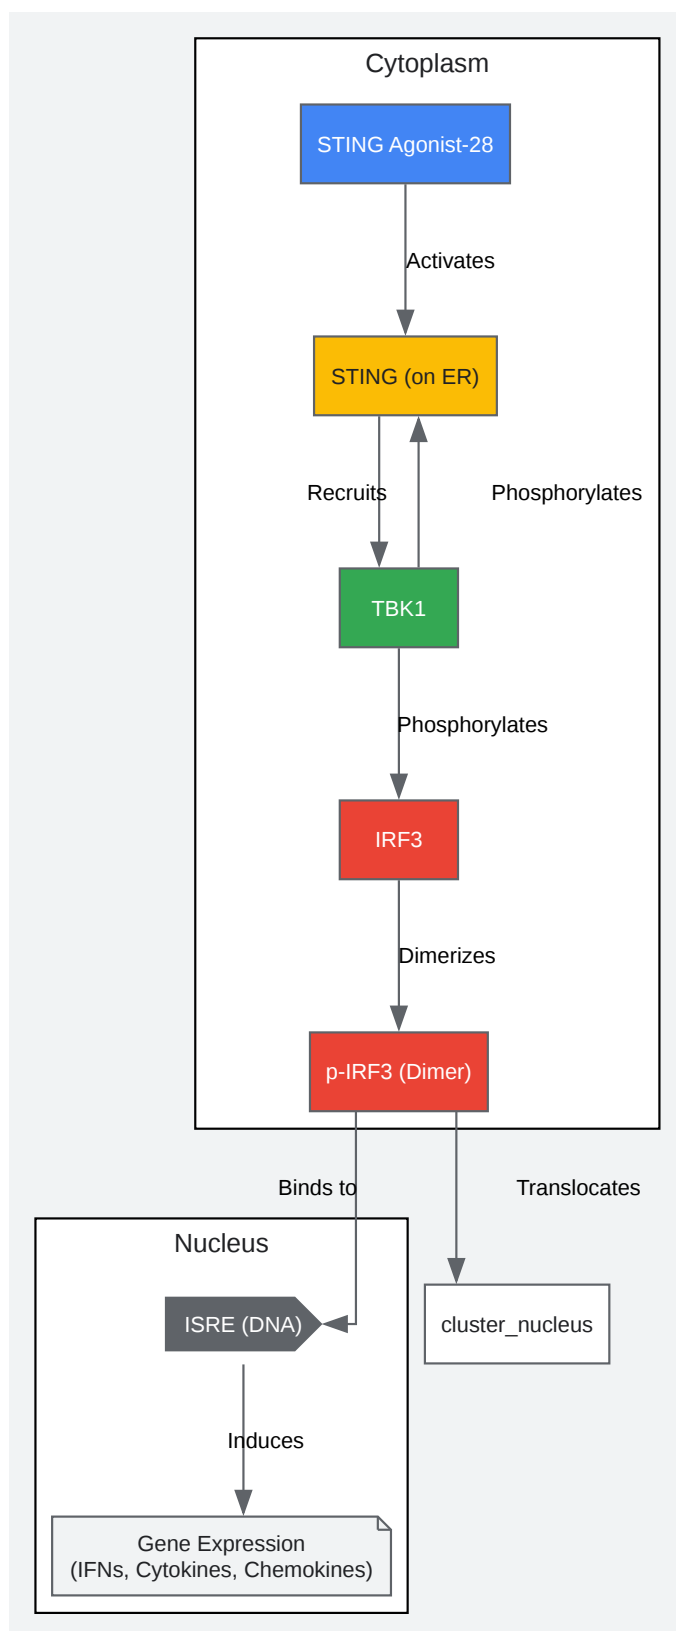 Cytoplasm
STING Agonist-28
Activates
STING (on ER)
Recruits
Phosphorylates
TBK1
Phosphorylates
IRF3
Dimerizes
p-IRF3 (Dimer)
Binds to
Translocates
Nucleus
ISRE (DNA)
cluster_nucleus
Induces
Gene Expression
(IFNs, Cytokines, Chemokines)